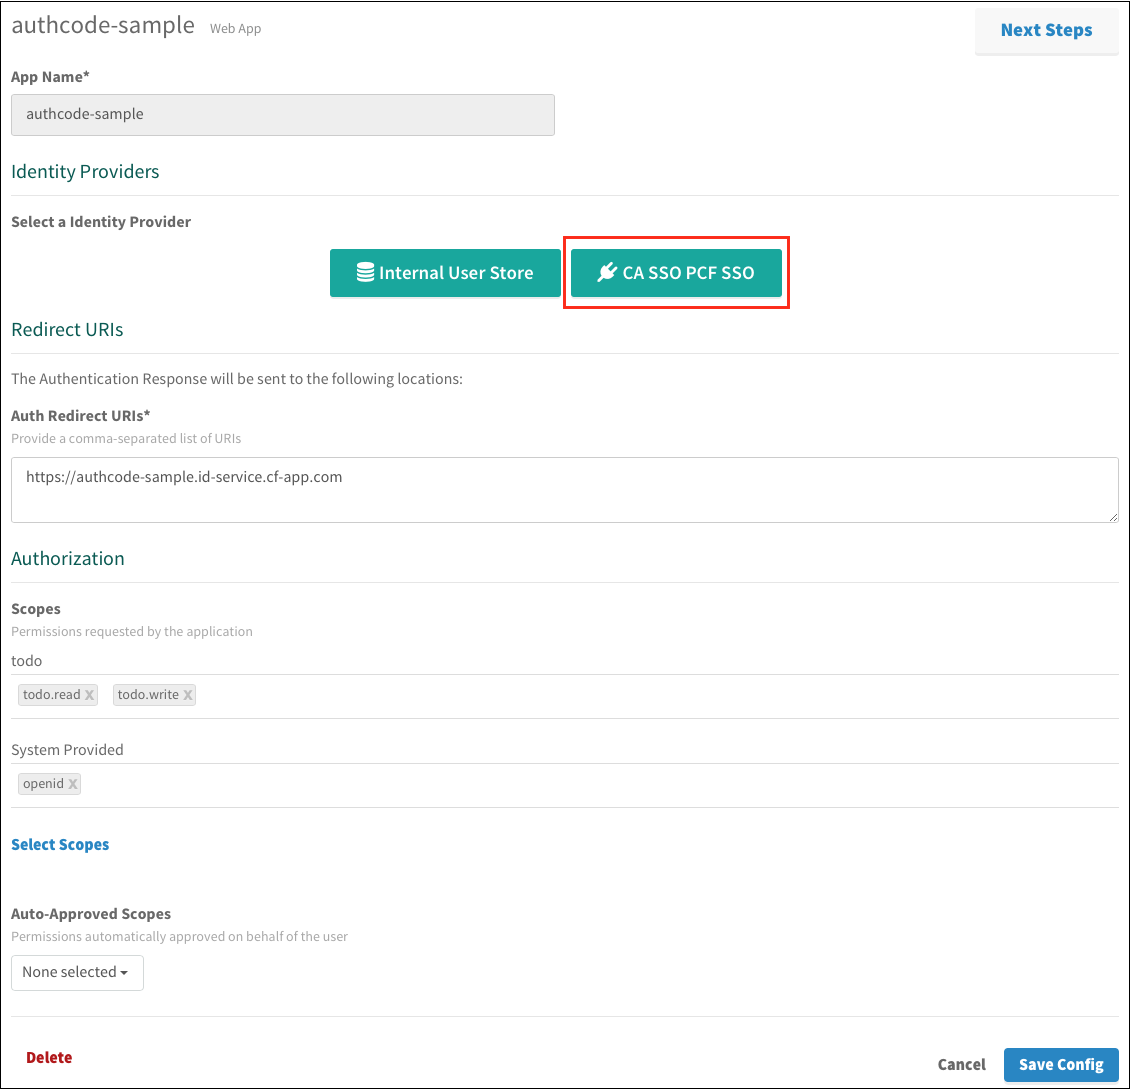 authcode-sample Web App
Next Steps
App Name*
authcode-sample
Identity Providers
Select a Identity Provider
Internal User Store
CA SSO PCF SSO
Redirect URIs
The Authentication Response will be sent to the following locations:
Auth Redirect URIs*
Provide a comma-separated list of URIs
https://authcode-sample.id-service.cf-app.com
Authorization
Scopes
Permissions requested by the application
todo
todo.read X todo.write X
System Provided
openid X
Select Scopes
Auto-Approved Scopes
Permissions automatically approved on behalf of the user
None selected
Delete
Cancel
Save Config